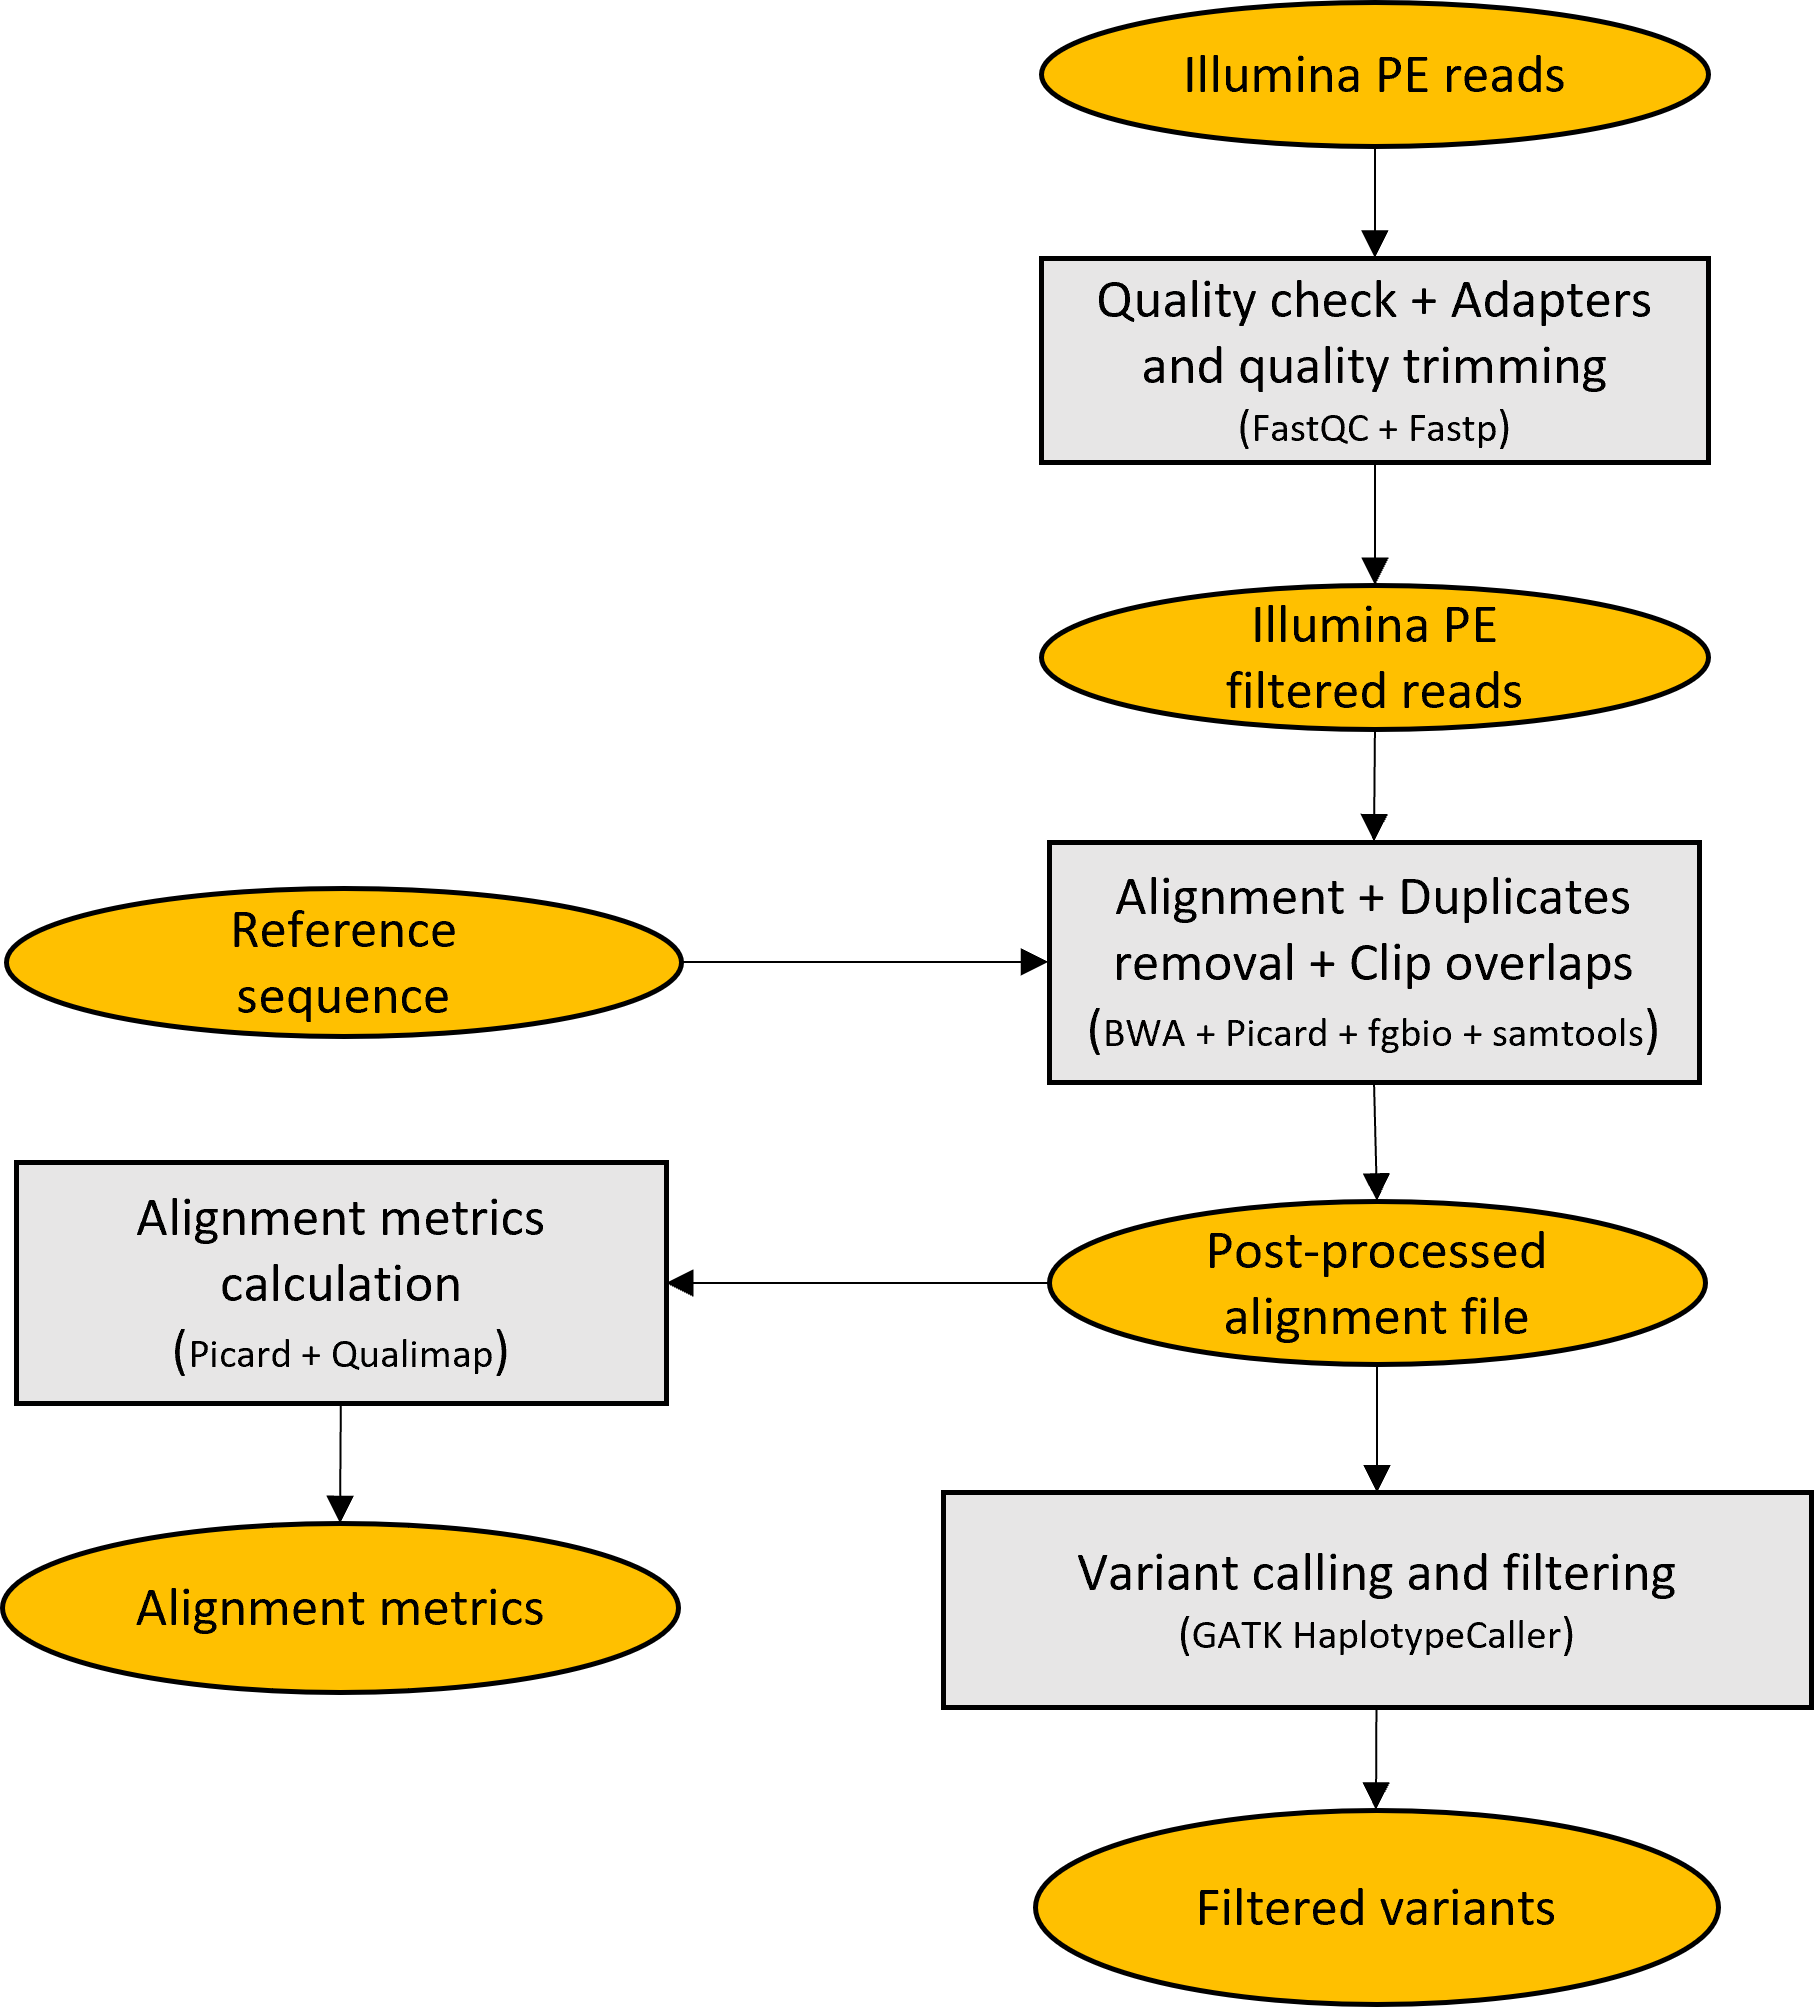 Illumina PE reads
Quality check + Adapters
and quality trimming
(FastQC + Fastp)
Illumina PE
filtered reads
Reference
sequence
Alignment + Duplicates
removal + Clip overlaps
(BWA + Picard + fgbio + samtools)
Alignment metrics
calculation
(Picard + Qualimap)
Post-processed
alignment file
Alignment metrics
Variant calling and filtering
(GATK HaplotypeCaller)
Filtered variants